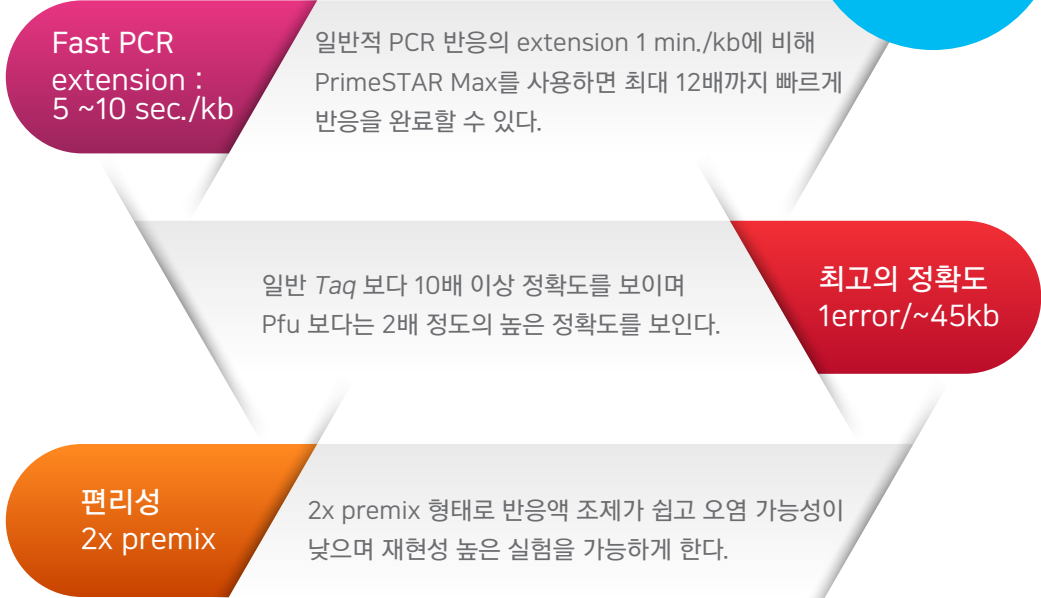 Fast PCR
extension :
5 ~10 sec./kb
일반적 PCR 반응의 extension 1 min./kb에 비해
PrimeSTAR Max를 사용하면 최대 12배까지 빠르게
반응을 완료할 수 있다.
일반 Taq 보다 10배 이상 정확도를 보이며
Pfu 보다는 2배 정도의 높은 정확도를 보인다.
최고의 정확도
1error/~45kb
편리성
2x premix
2x premix 형태로 반응액 조제가 쉽고 오염 가능성이
낮으며 재현성 높은 실험을 가능하게 한다.